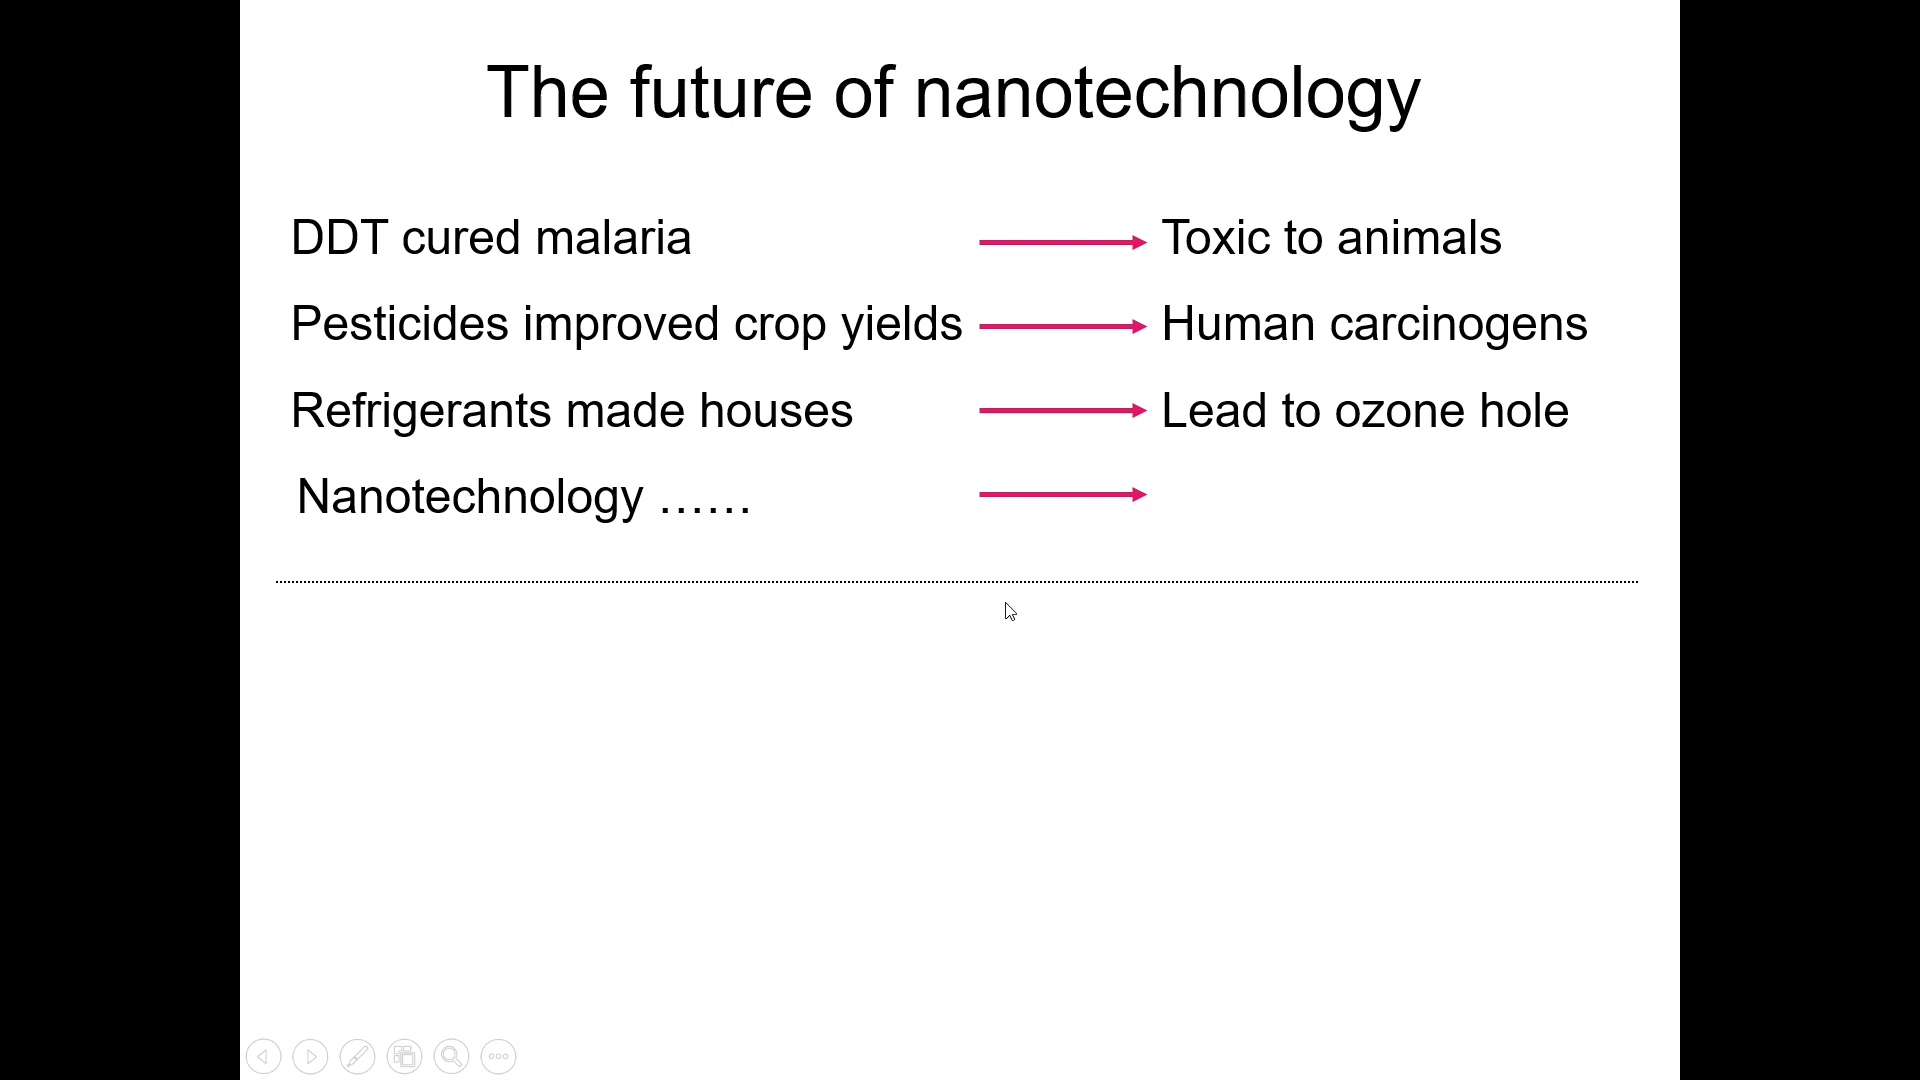 The future of nanotechnology
DDT cured malaria Toxic to animals
Pesticides improved crop yields Human carcinogens
Refrigerants made houses Lead to ozone hole
Nanotechnology ……